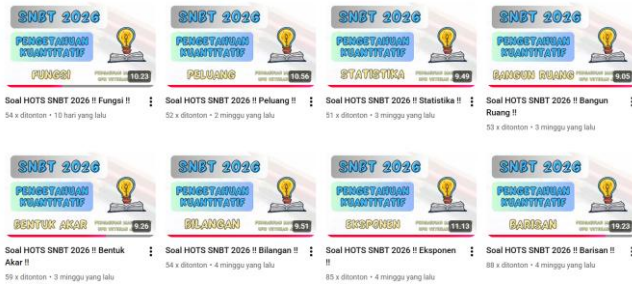 SNBT 2026 SNBT 2026 SNBT 2026 SNBT 2026
PENGETAHUAN PENGETAHUAN PENGETAHUAN PENGETAHUAN
KUANTITATIF KUANTITATIF KUANTITATIF KUANTITATIF
FUNGSI 10.23 PELUANG 10.56 STATISTIKA 9.49 BANGUN RUANG 9.05
Soal HOTS SNBT 2026 !! Fungsi !! Soal HOTS SNBT 2026 !! Peluang !! Soal HOTS SNBT 2026 !! Statistika !! Soal HOTS SNBT 2026 !! Bangun
Ruang !!
54 x ditonton • 10 hari yang lalu 52 x ditonton • 2 minggu yang lalu 51 x ditonton • 3 minggu yang lalu
53 x ditonton • 3 minggu yang lalu
SNBT 2026 SNBT 2026 SNBT 2026 SNBT 2026
PENGETAHUAN PENGETAHUAN PENGETAHUAN PENGETAHUAN
KUANTITATIF KUANTITATIF KUANTITATIF KUANTITATIF
BENTUK AKAR 9.26 BILANGAN 9.51 EKSPONEN 11.13 BARISAN 19.23
Soal HOTS SNBT 2026 !! Bentuk Soal HOTS SNBT 2026 !! Bilangan !! Soal HOTS SNBT 2026 !! Eksponen Soal HOTS SNBT 2026 !! Barisan !!
Akar !! !!
54 x ditonton • 4 minggu yang lalu 88 x ditonton • 4 minggu yang lalu
59 x ditonton • 3 minggu yang lalu 85 x ditonton • 4 minggu yang lalu